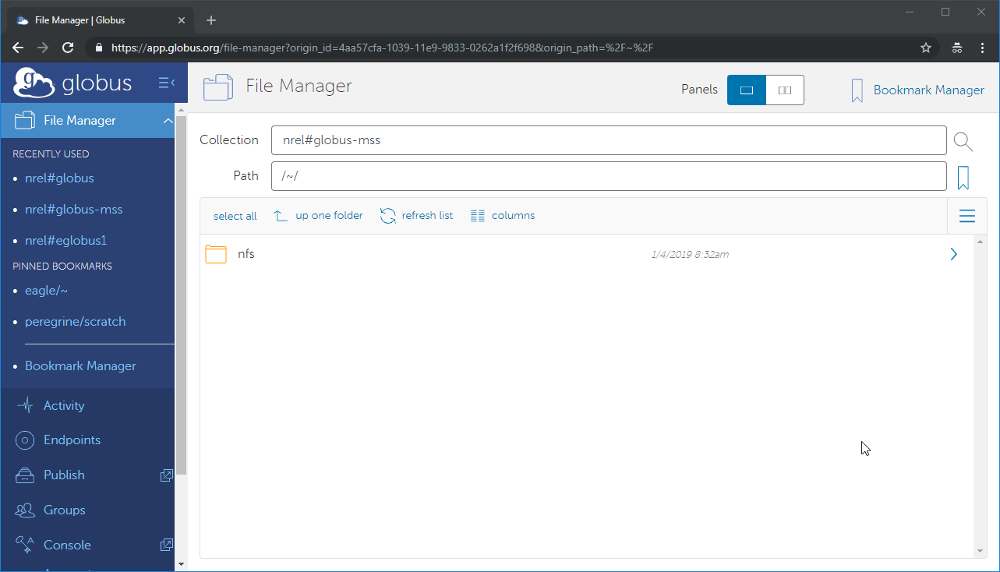 File Manager | Globus
https://app.globus.org/file-manager?origin_id=4aa57cfa-1039-11e9-9833-0262a1f2f698&origin_path=%2F~%2F
globus
File Manager
Panels
Bookmark Manager
File Manager
RECENTLY USED
nrel#globus
nrel#globus-mss
nrel#eglobus1
PINNED BOOKMARKS
eagle/~
peregrine/scratch
Bookmark Manager
Activity
Endpoints
Publish
Groups
Console
Collection
nrel#globus-mss
Path
/~/
select all up one folder refresh list columns
nfs 1/4/2019 8:32am